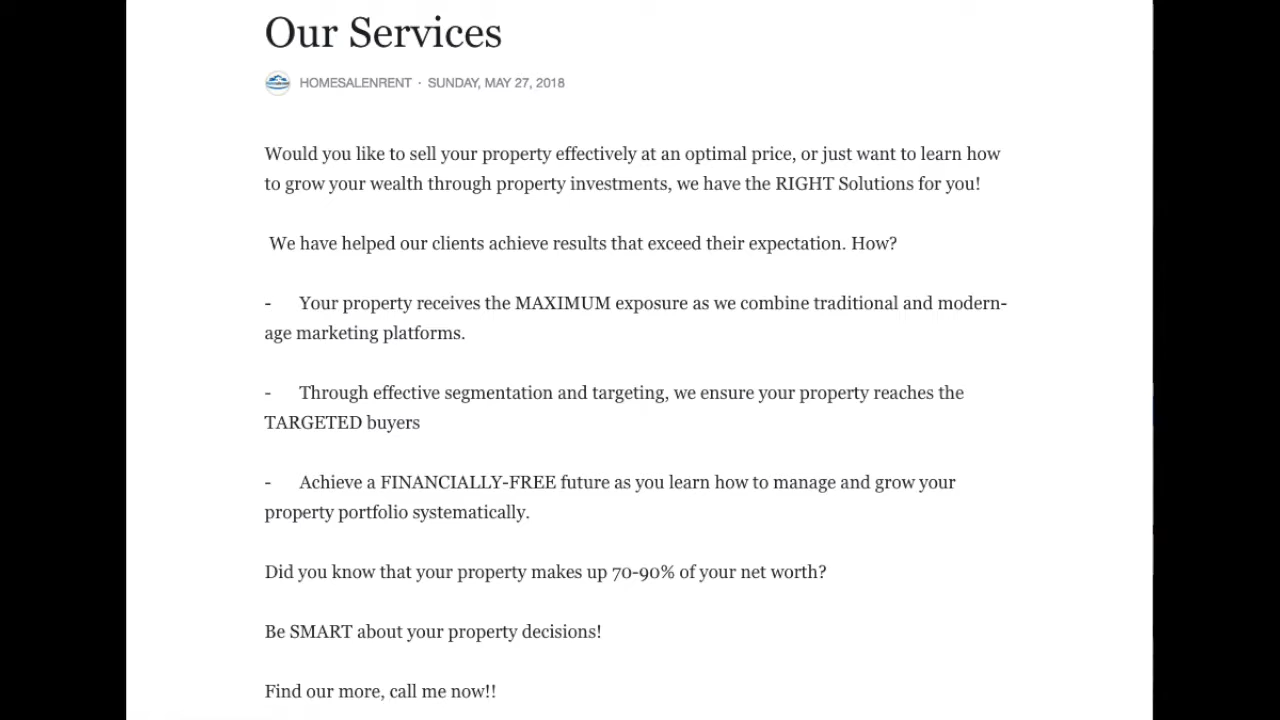 Our Services
HOMESALENRENT · SUNDAY, MAY 27, 2018
Would you like to sell your property effectively at an optimal price, or just want to learn how
to grow your wealth through property investments, we have the RIGHT Solutions for you!
We have helped our clients achieve results that exceed their expectation. How?
- Your property receives the MAXIMUM exposure as we combine traditional and modern-
age marketing platforms.
- Through effective segmentation and targeting, we ensure your property reaches the
TARGETED buyers
- Achieve a FINANCIALLY-FREE future as you learn how to manage and grow your
property portfolio systematically.
Did you know that your property makes up 70-90% of your net worth?
Be SMART about your property decisions!
Find our more, call me now!!